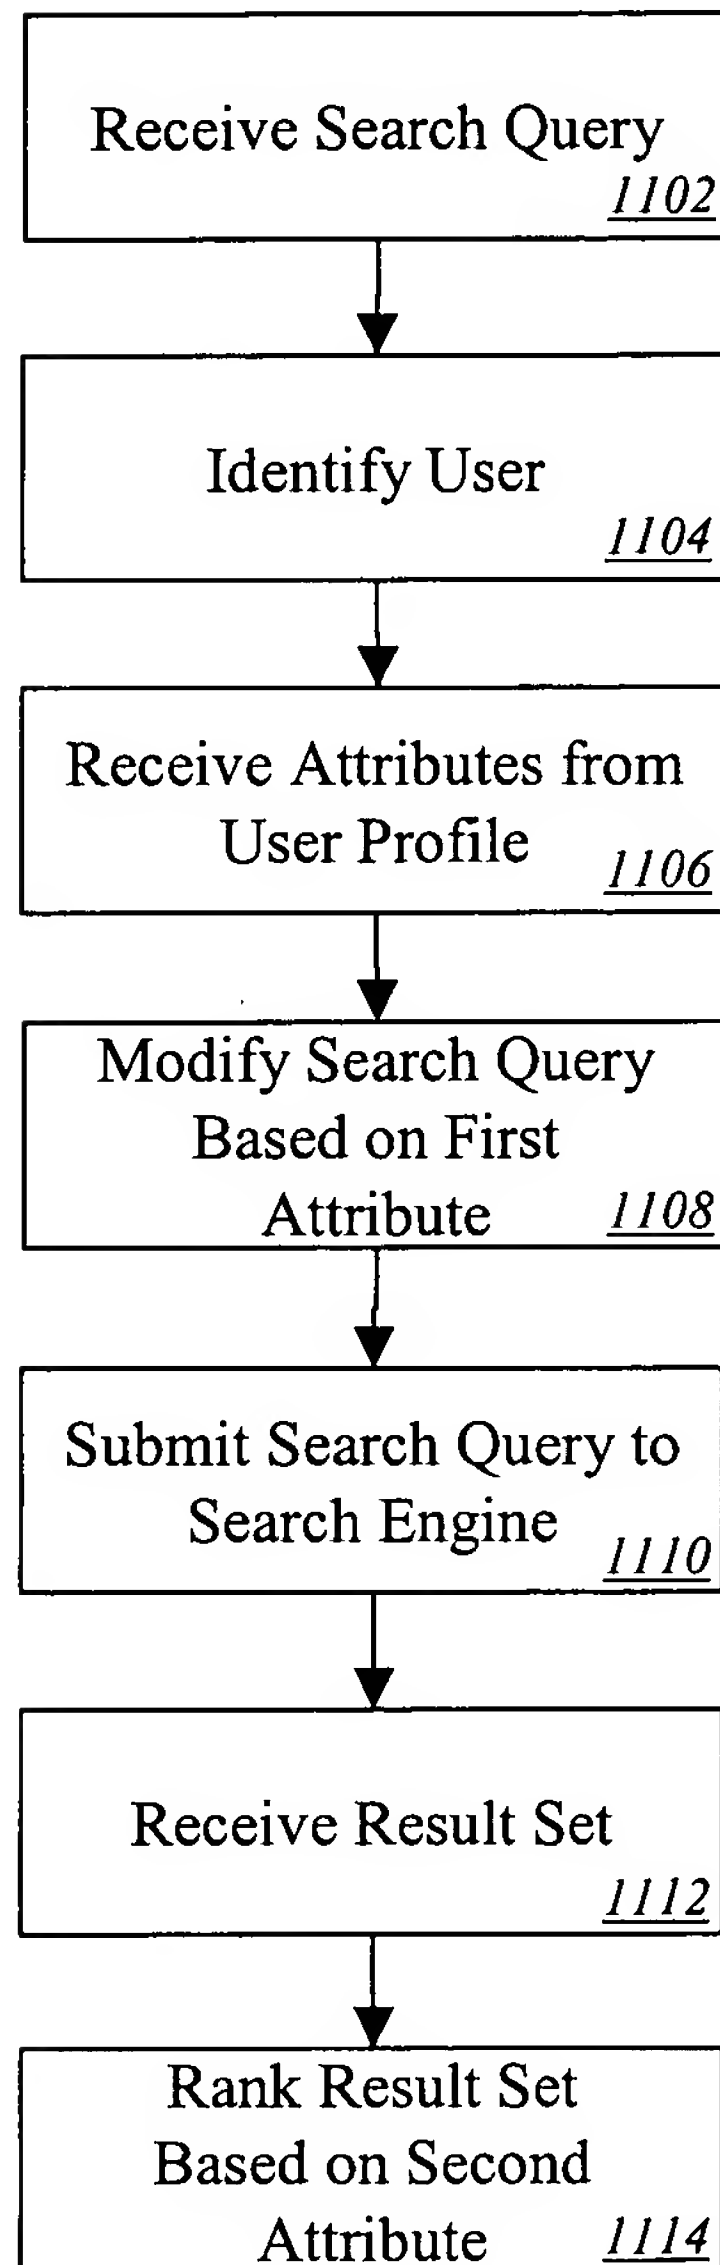 Receive Search Query
1102
Identify User
1104
Receive Attributes from
User Profile
1106
Modify Search Query
Based on First
Attribute 1108
Submit Search Query to
Search Engine
1110
Receive Result Set
1112
Rank Result Set
Based on Second
Attribute 1114